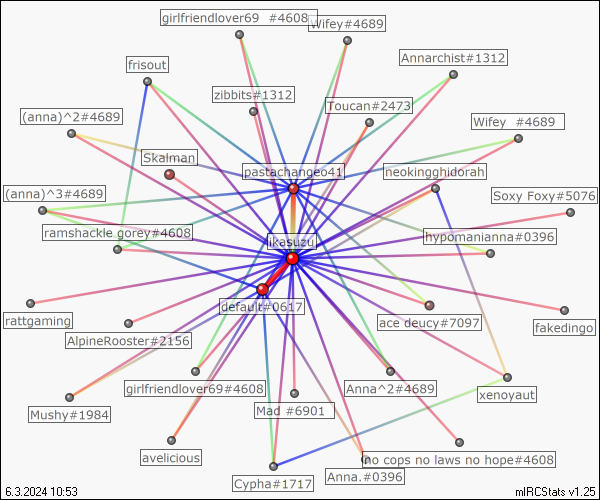 girlfriendlover69 #4608
Wifey#4689
Annarchist#1312
frisout
zibbits#1312
Toucan#2473
(anna)^2#4689
Wifey #4689
Skalman
pastachangeo41
neokingghidorah
(anna)^3#4689
Soxy Foxy#5076
ramshackle gorey#4608
ikasuzu
hypomanianna#0396
default#0617
rattgaming
ace deucy#7097
fakedingo
AlpineRooster#2156
girlfriendlover69#4608
Anna^2#4689
xenoyaut
Mushy#1984
Mad #6901
avelicious
no cops no laws no hope#4608
Cypha#1717
Anna.#0396
6.3.2024 10:53
mIRCStats v1.25